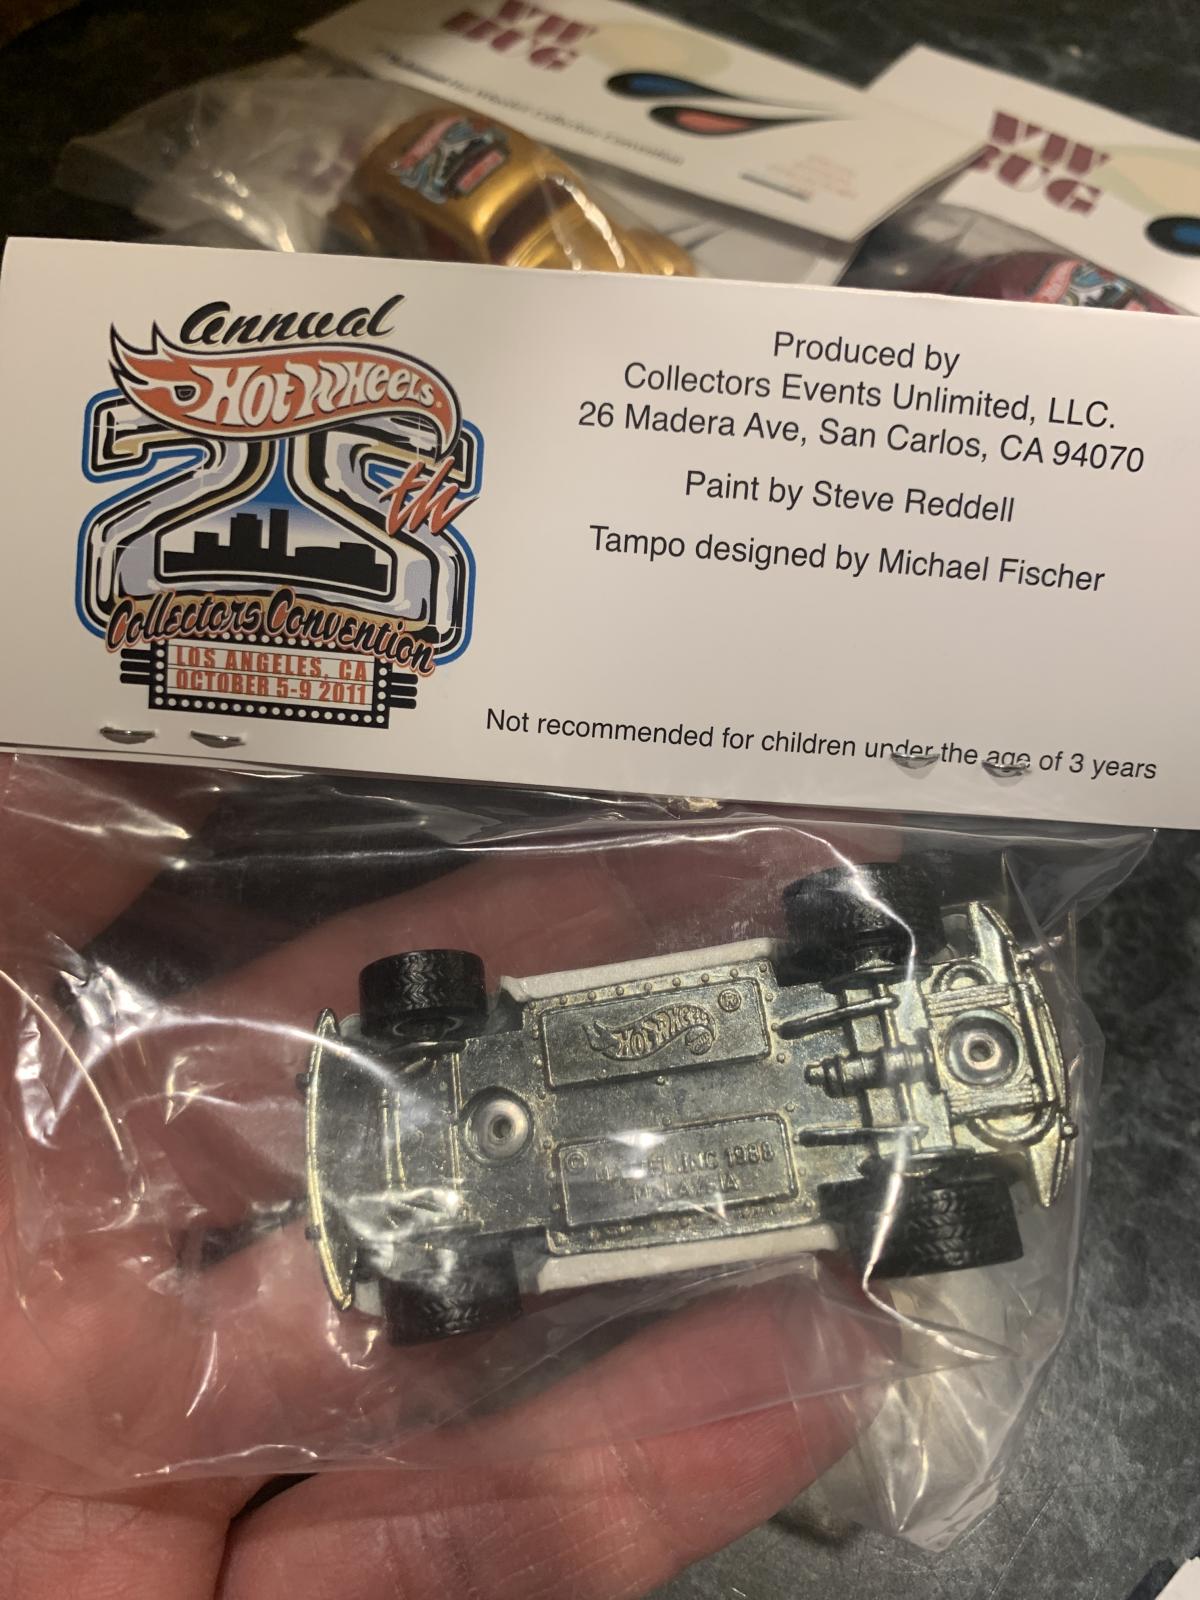 VW
BUG
VW
BUG
annual
HOT WHEELS
25th
Collectors Convention
LOS ANGELES, CA
OCTOBER 5-9 2011
Produced by
Collectors Events Unlimited, LLC.
26 Madera Ave, San Carlos, CA 94070
Paint by Steve Reddell
Tampo designed by Michael Fischer
Not recommended for children under the age of 3 years
HOT WHEELS ®
© MATTEL, INC 1988
MALAYSIA